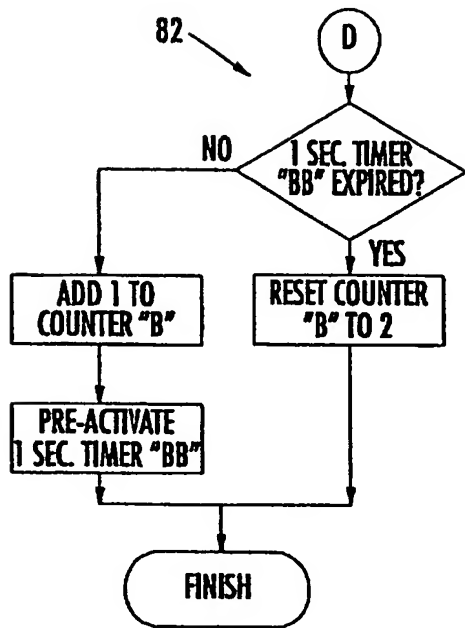 82
D
1 SEC. TIMER
"BB" EXPIRED?
NO
YES
ADD 1 TO
COUNTER "B"
RESET COUNTER
"B" TO 2
PRE-ACTIVATE
1 SEC. TIMER "BB"
FINISH